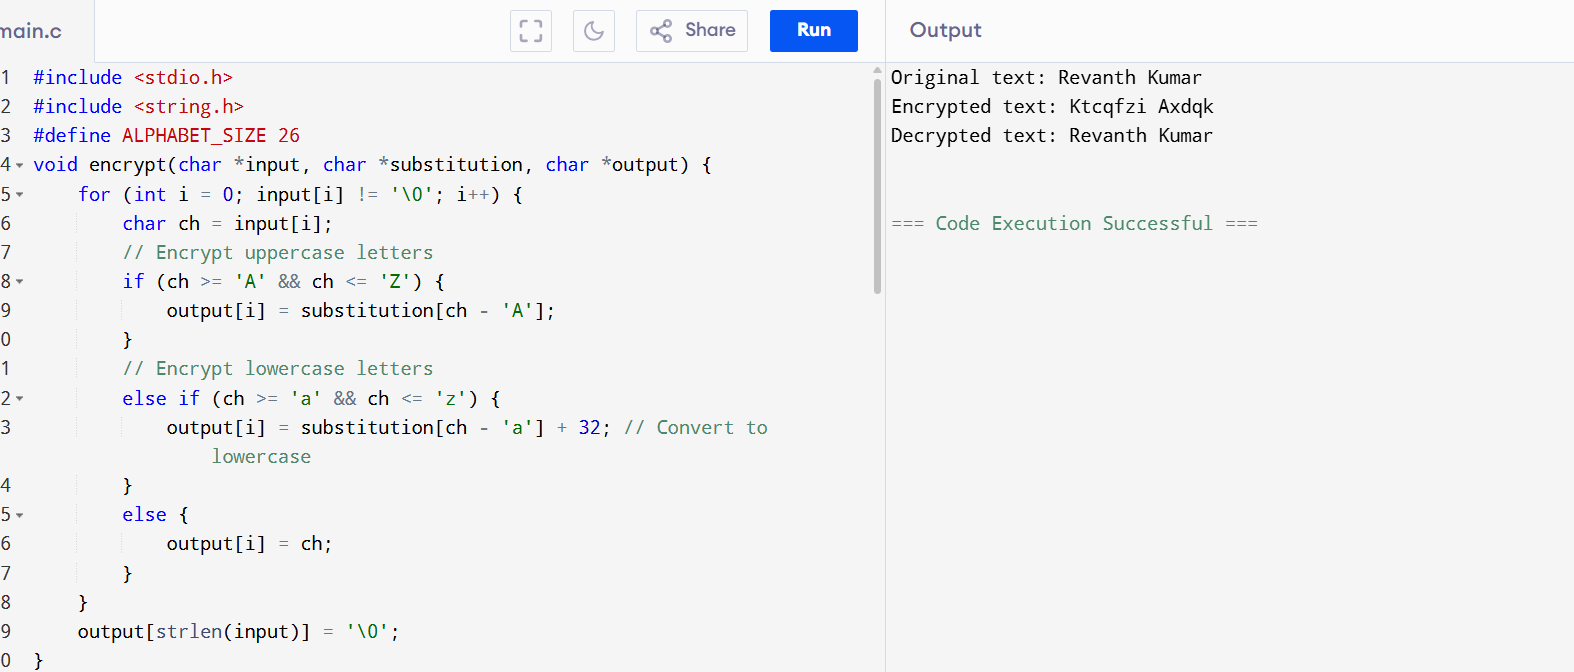 main.c
Share
Run
Output
1 #include <stdio.h>
2 #include <string.h>
3 #define ALPHABET_SIZE 26
4 void encrypt(char *input, char *substitution, char *output) {
5     for (int i = 0; input[i] != '\0'; i++) {
6         char ch = input[i];
7         // Encrypt uppercase letters
8         if (ch >= 'A' && ch <= 'Z') {
9             output[i] = substitution[ch - 'A'];
0         }
1         // Encrypt lowercase letters
2         else if (ch >= 'a' && ch <= 'z') {
3             output[i] = substitution[ch - 'a'] + 32; // Convert to
                lowercase
4         }
5         else {
6             output[i] = ch;
7         }
8     }
9     output[strlen(input)] = '\0';
0 }
Original text: Revanth Kumar
Encrypted text: Ktcqfzi Axdqk
Decrypted text: Revanth Kumar
=== Code Execution Successful ===